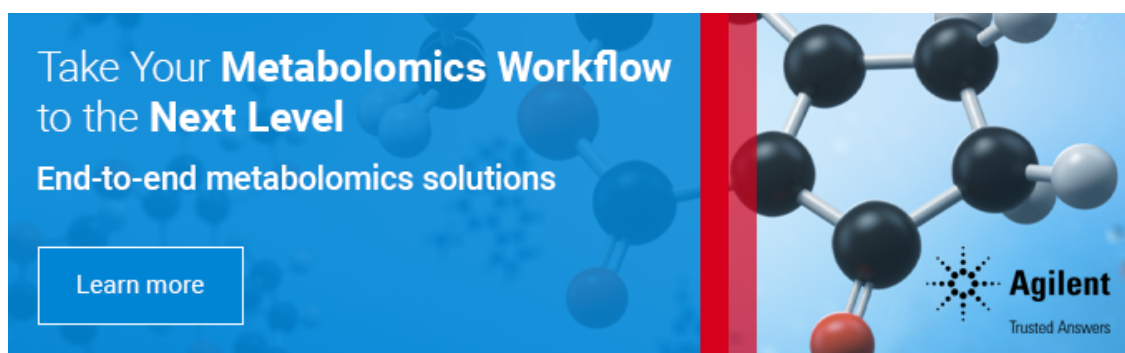 Take Your Metabolomics Workflow
to the Next Level
End-to-end metabolomics solutions
Learn more
Agilent
Trusted Answers